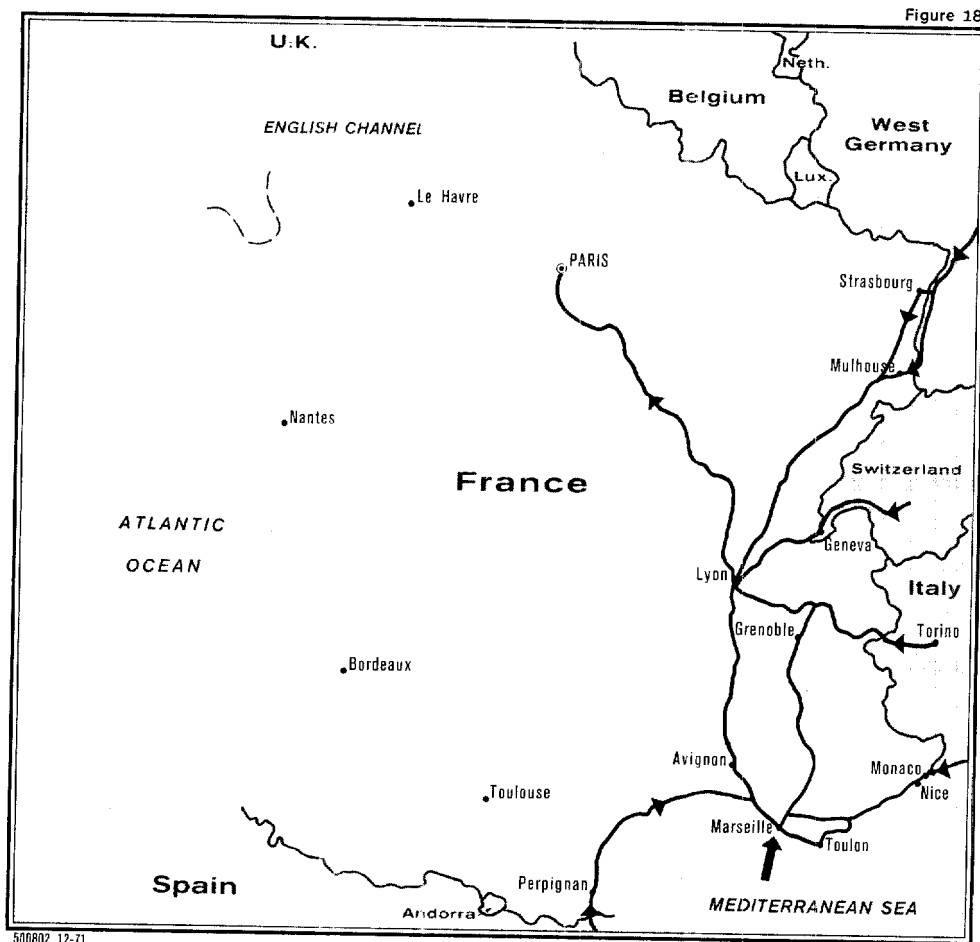 Figure 18
U.K.
Neth.
Belgium
ENGLISH CHANNEL
West
Germany
Lux.
Le Havre
PARIS
Strasbourg
Mulhouse
Nantes
France
Switzerland
ATLANTIC
OCEAN
Geneva
Lyon
Italy
Grenoble
Torino
Bordeaux
Avignon
Monaco
Nice
Toulouse
Marseille
Toulon
Perpignan
Spain
Andorra
MEDITERRANEAN SEA
500802 12-71